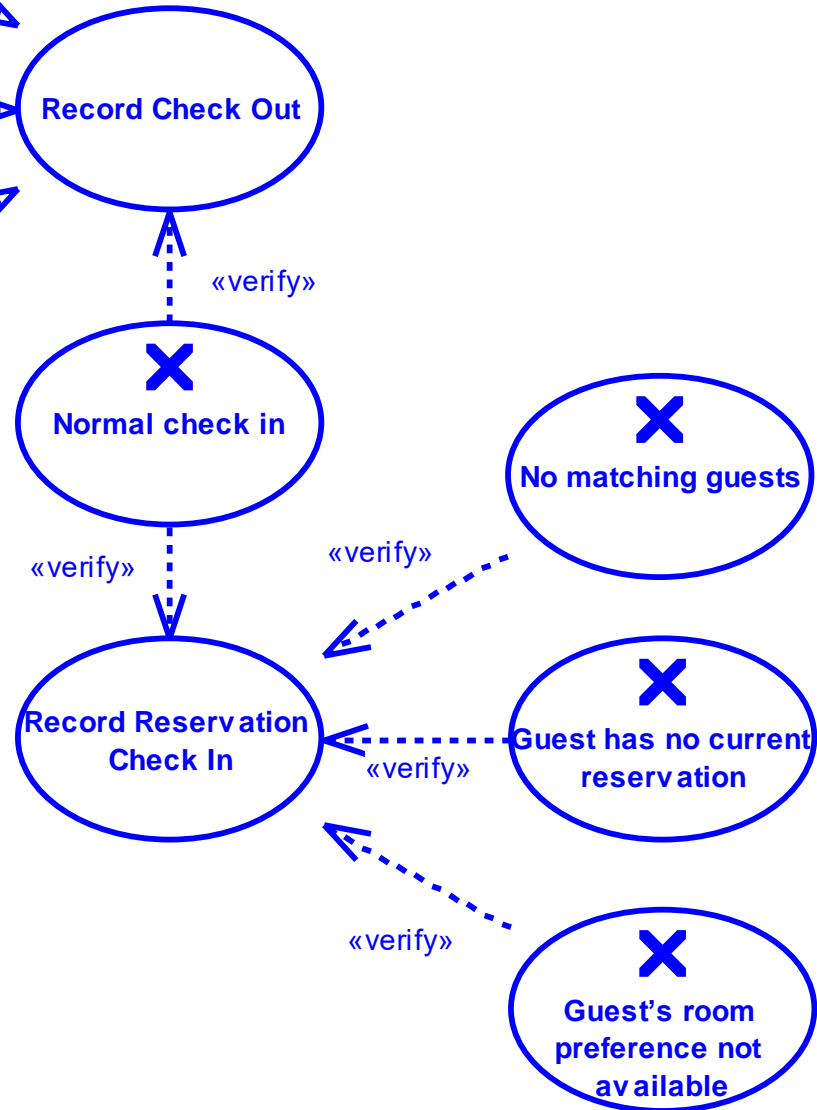 Record Check Out
«verify»
Normal check in
No matching guests
«verify»
«verify»
Record Reservation
Check In
Guest has no current
reservation
«verify»
«verify»
Guest's room
preference not
available